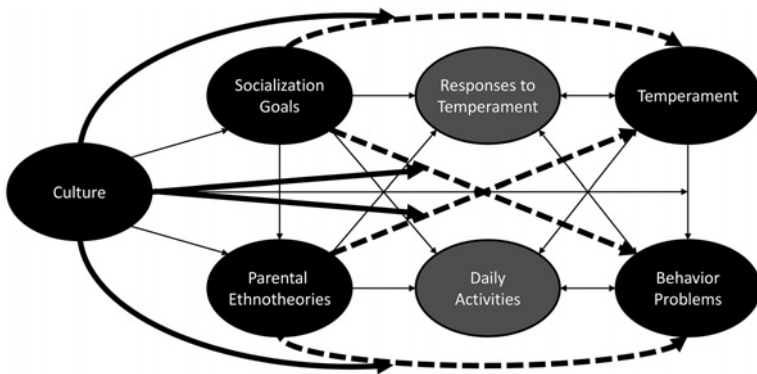 Socialization
Goals
Responses to
Temperament
Temperament
Culture
Parental
Ethnotheories
Daily
Activities
Behavior
Problems